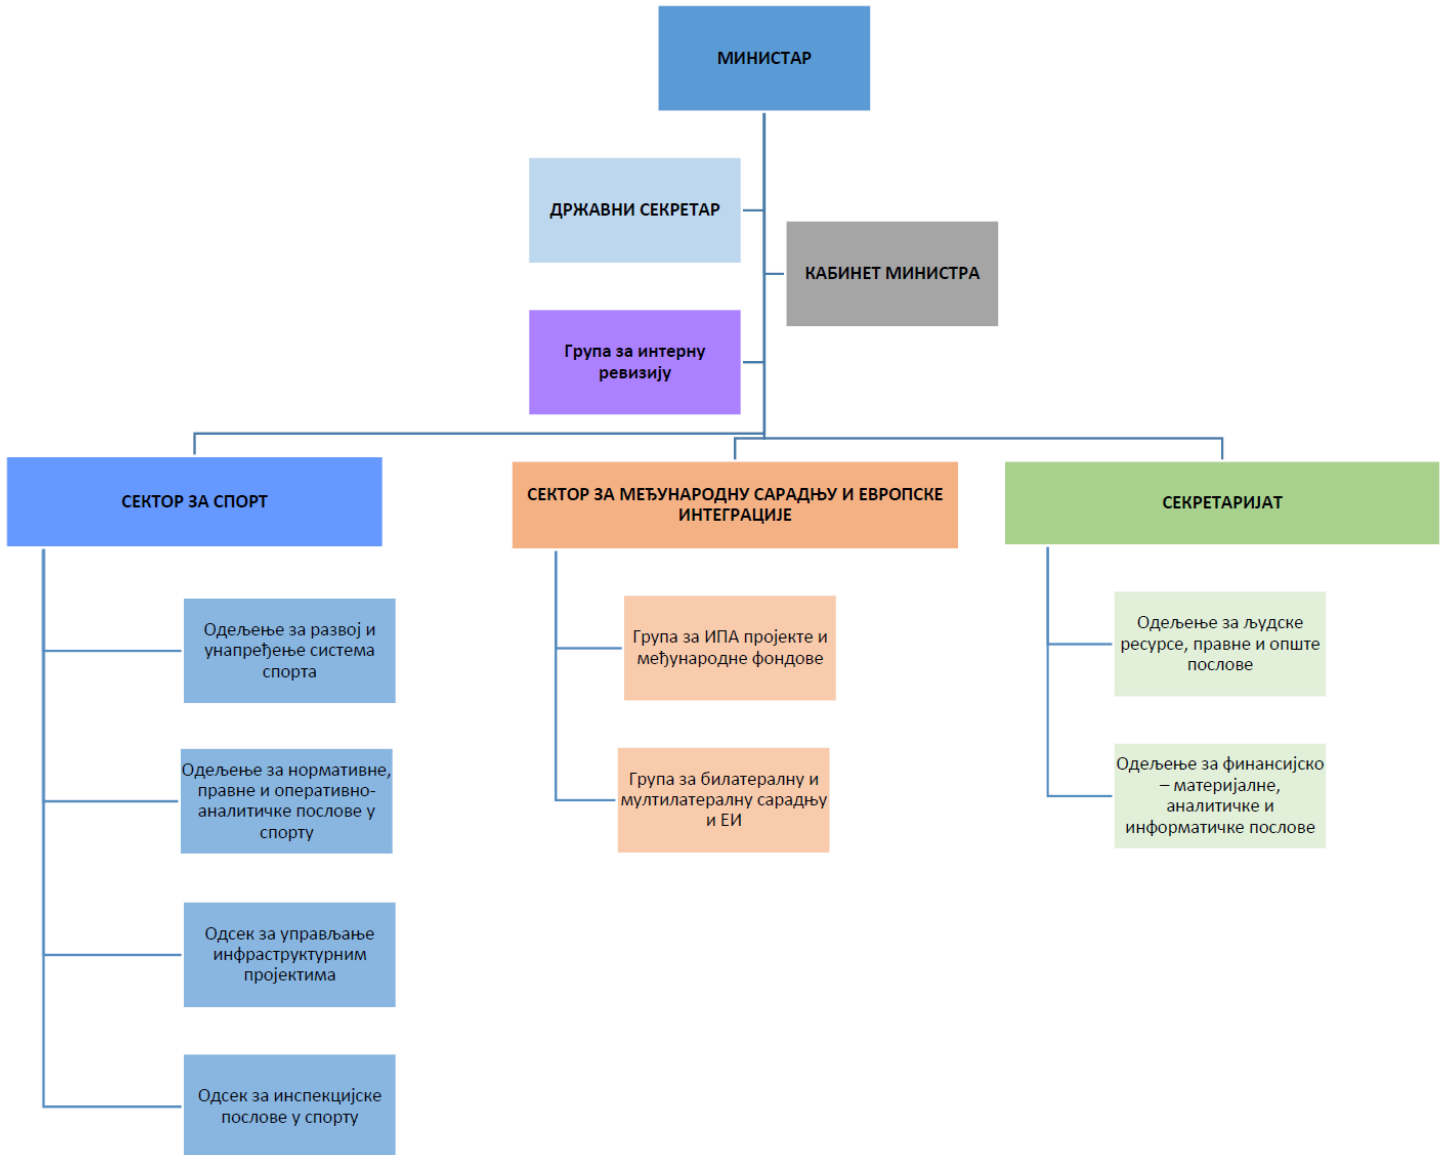 МИНИСТАР
ДРЖАВНИ СЕКРЕТАР
КАБИНЕТ МИНИСТРА
Група за интерну
ревизију
СЕКТОР ЗА СПОРТ
Одељење за развој и
унапређење система
спорта
Одељење за нормативне,
правне и оперативно-
аналитичке послове у
спорту
Одсек за управљање
инфраструктурним
пројектима
Одсек за инспекцијске
послове у спорту
СЕКТОР ЗА МЕЂУНАРОДНУ САРАДЊУ И ЕВРОПСКЕ
ИНТЕГРАЦИЈЕ
Група за ИПА пројекте и
међународне фондове
Група за билатералну и
мултилатералну сарадњу
и ЕИ
СЕКРЕТАРИЈАТ
Одељење за људске
ресурсе, правне и опште
послове
Одељење за финансијско
– материјалне,
аналитичке и
информатичке послове